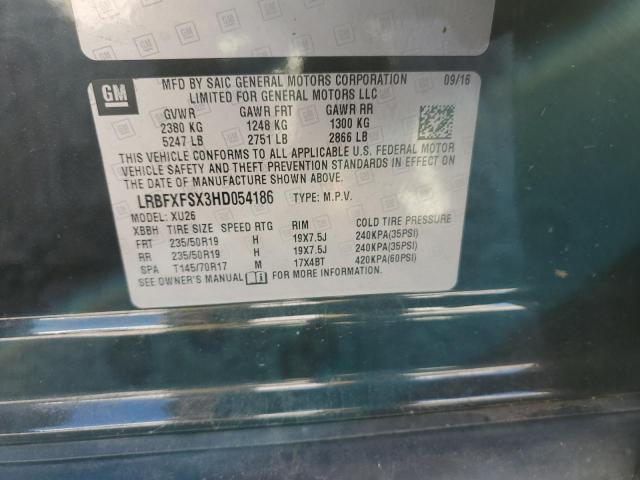 GM
MFD BY SAIC GENERAL MOTORS CORPORATION 09/16
LIMITED FOR GENERAL MOTORS LLC
GVWR GAWR FRT GAWR RR
2380 KG 1248 KG 1300 KG
5247 LB 2751 LB 2866 LB
THIS VEHICLE CONFORMS TO ALL APPLICABLE U.S. FEDERAL MOTOR
VEHICLE SAFETY AND THEFT PREVENTION STANDARDS IN EFFECT ON
THE DATE OF MANUFACTURE SHOWN ABOVE.
LRBFXFSX3HD054186 TYPE: M.P.V.
MODEL: XU26
XBBH TIRE SIZE SPEED RTG RIM COLD TIRE PRESSURE
FRT 235/50R19 H 19X7.5J 240KPA(35PSI)
RR 235/50R19 H 19X7.5J 240KPA(35PSI)
SPA T145/70R17 M 17X4BT 420KPA(60PSI)
SEE OWNER'S MANUAL FOR MORE INFORMATION.